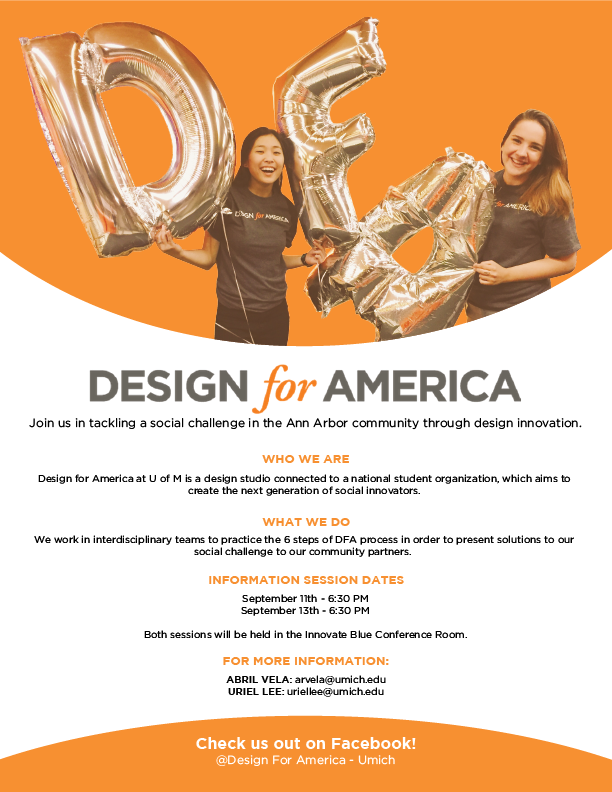 DFA
DESIGN for AMERICA
for AMERICA
DESIGN for AMERICA
Join us in tackling a social challenge in the Ann Arbor community through design innovation.
WHO WE ARE
Design for America at U of M is a design studio connected to a national student organization, which aims to
create the next generation of social innovators.
WHAT WE DO
We work in interdisciplinary teams to practice the 6 steps of DFA process in order to present solutions to our
social challenge to our community partners.
INFORMATION SESSION DATES
September 11th - 6:30 PM
September 13th - 6:30 PM
Both sessions will be held in the Innovate Blue Conference Room.
FOR MORE INFORMATION:
ABRIL VELA: arvela@umich.edu
URIEL LEE: uriellee@umich.edu
Check us out on Facebook!
@Design For America - Umich